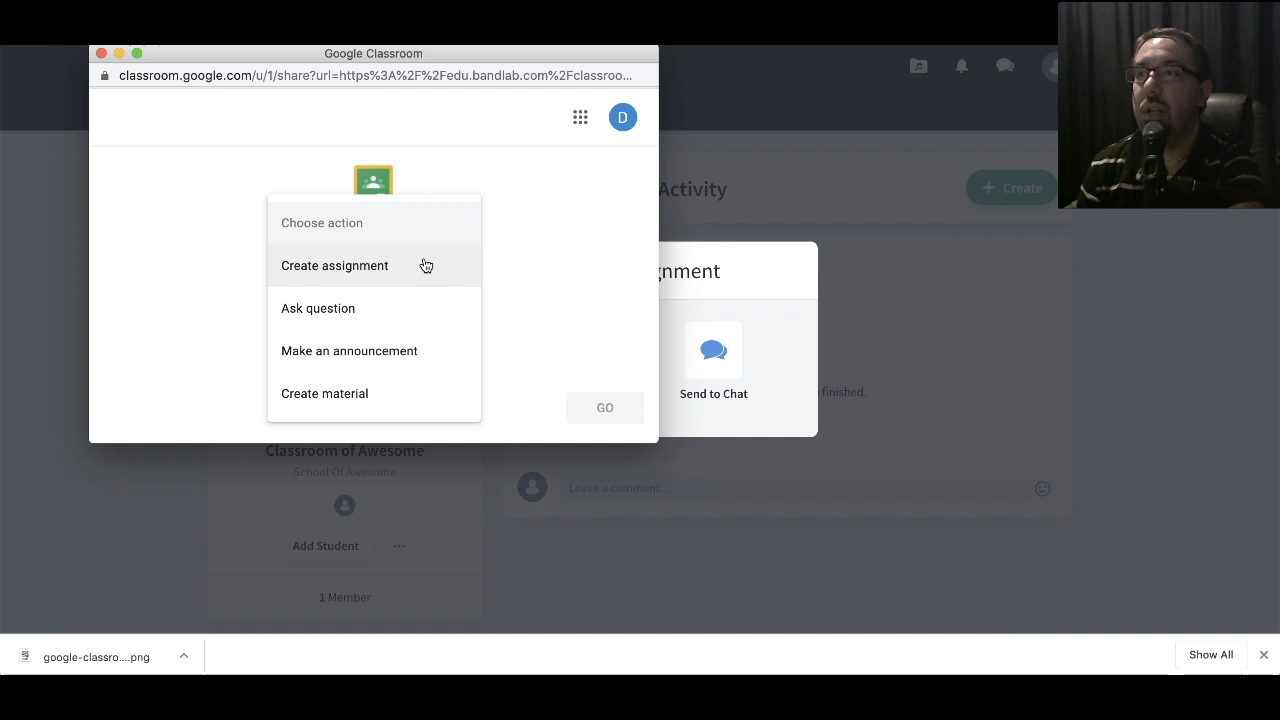 Google Classroom
classroom.google.com/u/1/share?url=https%3A%2F%2Fedu.bandlab.com%2Fclassroo...
D
Activity
Create
Choose action
Create assignment
Ask question
Make an announcement
Create material
GO
gnment
Send to Chat
finished.
Classroom of Awesome
School Of Awesome
Add Student
1 Member
Leave a comment...
google-classro....png
Show All